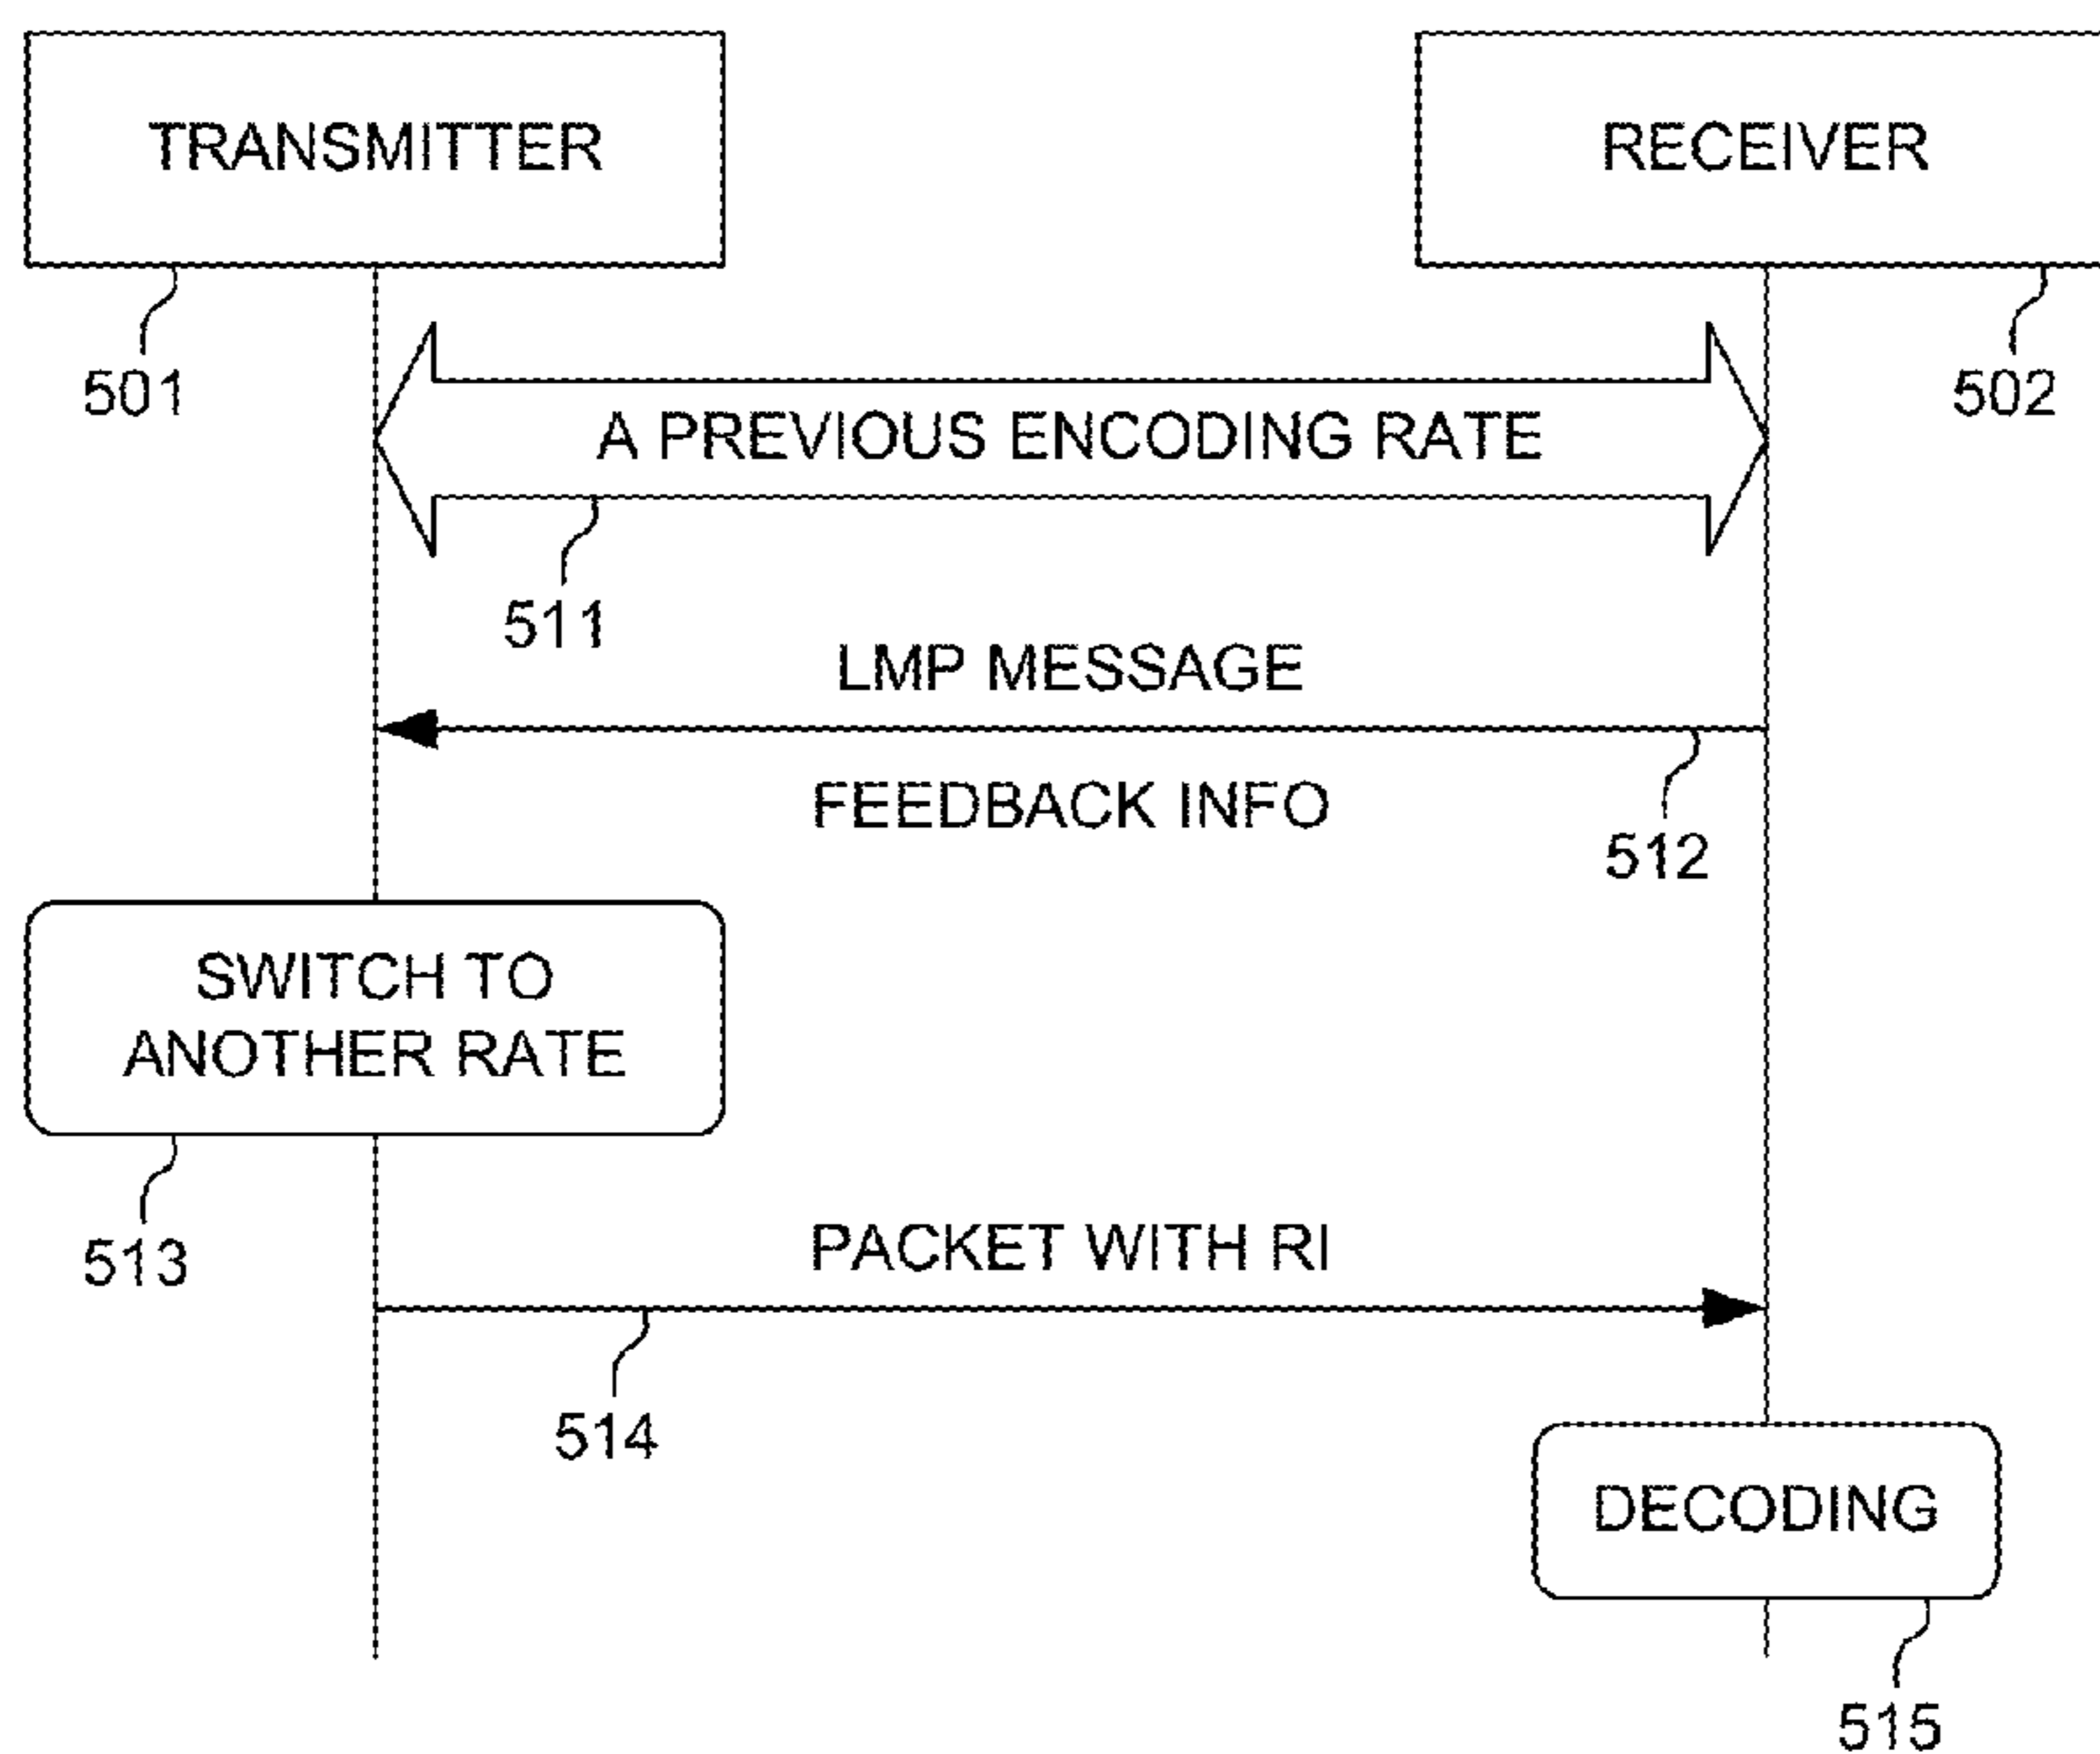 TRANSMITTER
RECEIVER
501
502
A PREVIOUS ENCODING RATE
511
LMP MESSAGE
FEEDBACK INFO
512
SWITCH TO
ANOTHER RATE
513
PACKET WITH RI
514
DECODING
515